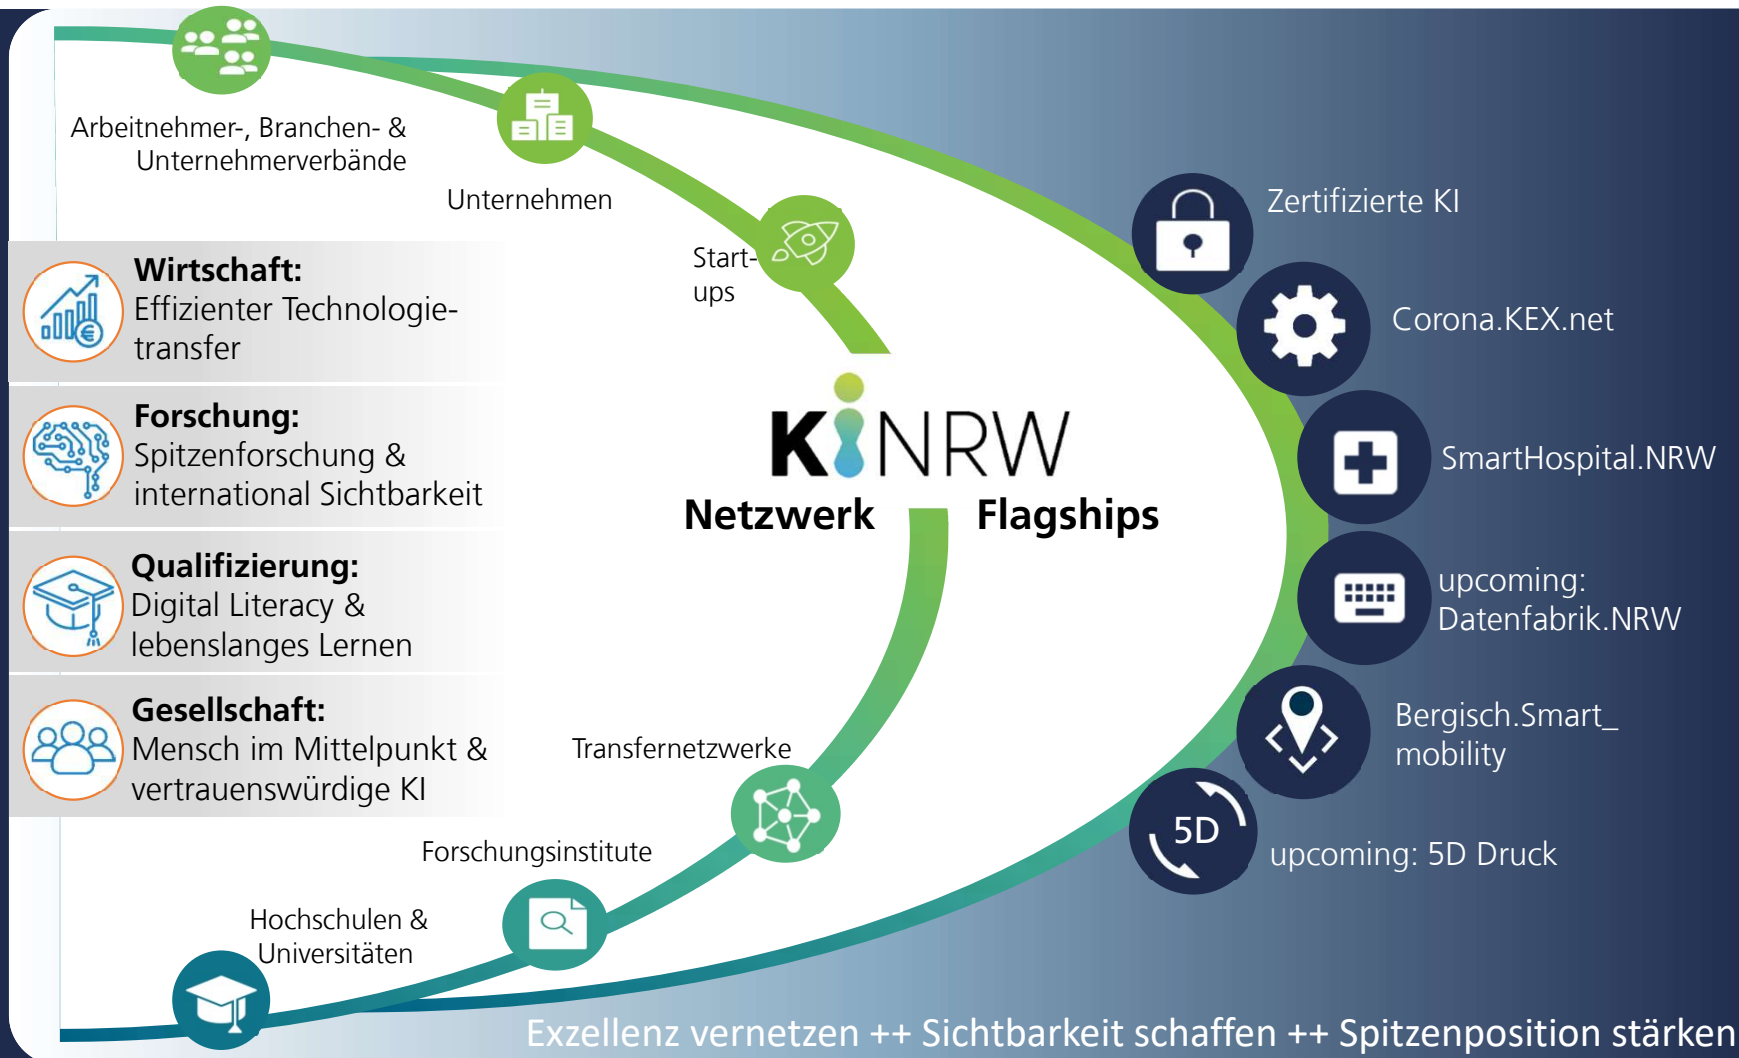 Arbeitnehmer-, Branchen- &
Unternehmerverbände
Unternehmen
Start-
ups
Wirtschaft:
Effizienter Technologie-
transfer
Forschung:
Spitzenforschung &
international Sichtbarkeit
Qualifizierung:
Digital Literacy &
lebenslanges Lernen
Gesellschaft:
Mensch im Mittelpunkt &
vertrauenswürdige KI
KiNRW
Netzwerk
Flagships
Transfernetzwerke
Forschungsinstitute
Hochschulen &
Universitäten
Zertifizierte KI
Corona.KEX.net
SmartHospital.NRW
upcoming:
Datenfabrik.NRW
Bergisch.Smart_
mobility
5D
upcoming: 5D Druck
Exzellenz vernetzen ++ Sichtbarkeit schaffen ++ Spitzenposition stärken